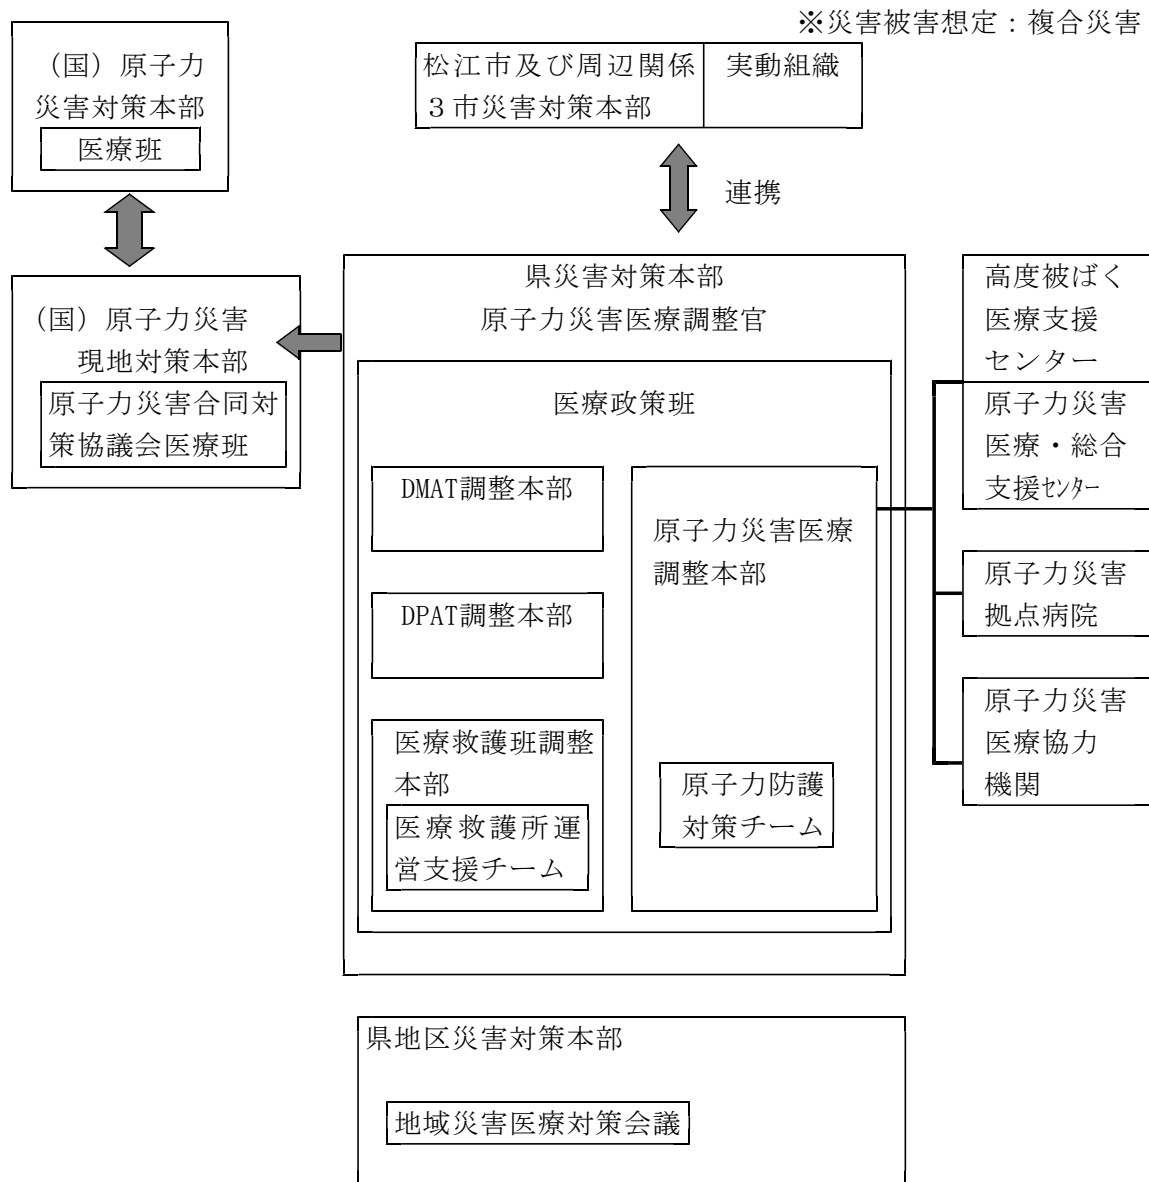 ※災害被害想定：複合災害
（国）原子力
災害対策本部
医療班
松江市及び周辺関係
３市災害対策本部
実動組織
連携
（国）原子力災害
現地対策本部
原子力災害合同対
策協議会医療班
県災害対策本部
原子力災害医療調整官
医療政策班
DMAT調整本部
DPAT調整本部
医療救護班調整
本部
医療救護所運
営支援チーム
原子力災害医療
調整本部
原子力防護
対策チーム
高度被ばく
医療支援
センター
原子力災害
医療・総合
支援ｾﾝﾀｰ
原子力災害
拠点病院
原子力災害
医療協力
機関
県地区災害対策本部
地域災害医療対策会議